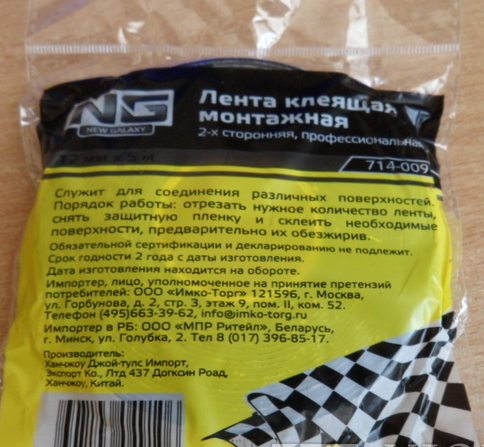 NG
NEW GALAXY
Лента клеящая
монтажная
2-х сторонняя, профессиональная
12 мм х 5 м
714-009
Служит для соединения различных поверхностей.
Порядок работы: отрезать нужное количество ленты,
снять защитную пленку и склеить необходимые
поверхности, предварительно их обезжирив.
Обязательной сертификации и декларированию не подлежит.
Срок годности 2 года с даты изготовления.
Дата изготовления находится на обороте.
Импортер, лицо, уполномоченное на принятие претензий
потребителей: ООО «Имко-Торг» 121596, г. Москва,
ул. Горбунова, д. 2, стр. 3, этаж 9, пом. II, ком. 52.
Телефон (495)663-39-62, info@imko-torg.ru
Импортер в РБ: ООО «МПР Ритейл», Беларусь,
г. Минск, ул. Голубка, 2. Тел 8 (017) 396-85-17.
Производитель:
Ханчжоу Джой-тулс Импорт,
Экспорт Ко., Лтд 437 Догксин Роад,
Ханчжоу, Китай.